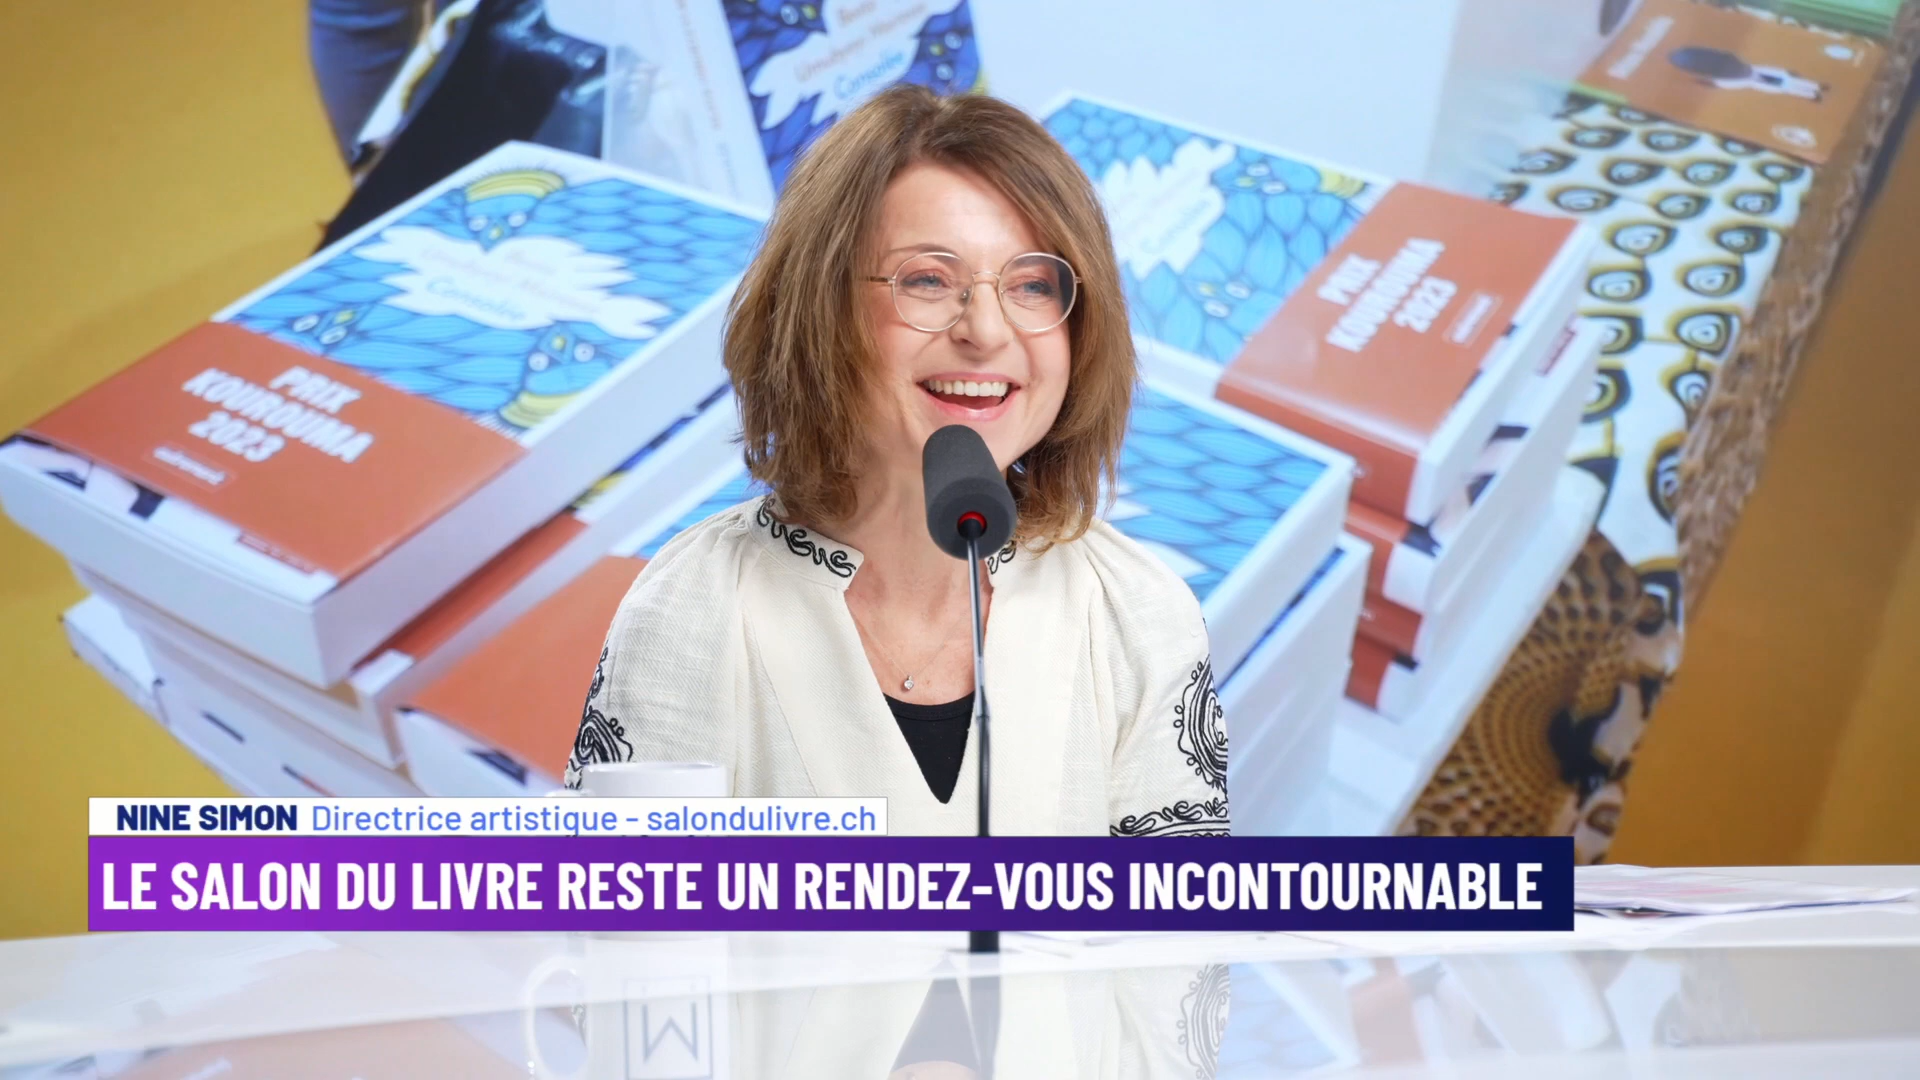 Canoës
PRIX
KOUROUMA
2023
PRIX
KOUROUMA
2023
NINE SIMON Directrice artistique - salondulivre.ch
LE SALON DU LIVRE RESTE UN RENDEZ-VOUS INCONTOURNABLE